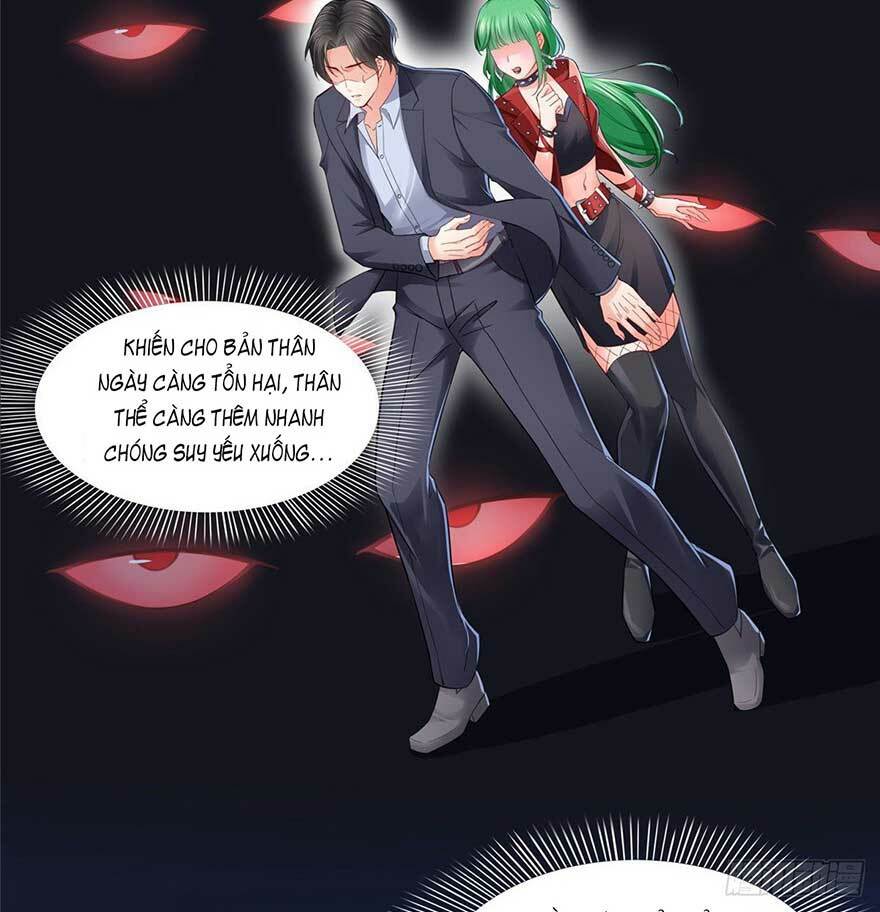 KHIẾN CHO BẢN THÂN
NGÀY CÀNG TỔN HẠI, THÂN
THỂ CÀNG THÊM NHANH
CHÓNG SUY YẾU XUỐNG...